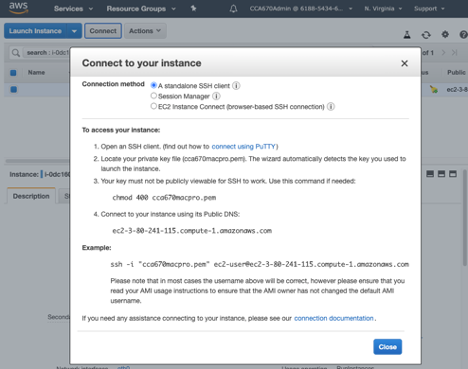 aws
Services
Resource Groups
CCA670Admin @ 6188-5434-6...
N. Virginia
Support
Launch Instance
Connect
Actions
search : i-0dc1
of 1
Name
us
Public
ec2-3-8
Connect to your instance
Connection method
A standalone SSH client
Session Manager
EC2 Instance Connect (browser-based SSH connection)
To access your instance:
1. Open an SSH client. (find out how to connect using PuTTY)
2. Locate your private key file (cca670macpro.pem). The wizard automatically detects the key you used to
launch the instance.
3. Your key must not be publicly viewable for SSH to work. Use this command if needed:
chmod 400 cca670macpro.pem
4. Connect to your instance using its Public DNS:
ec2-3-80-241-115.compute-1.amazonaws.com
Example:
ssh -i "cca670macpro.pem" ec2-user@ec2-3-80-241-115.compute-1.amazonaws.com
Please note that in most cases the username above will be correct, however please ensure that you
read your AMI usage instructions to ensure that the AMI owner has not changed the default AMI
username.
If you need any assistance connecting to your instance, please see our connection documentation.
Close
Instance:
i-0dc160
Description
Secondary